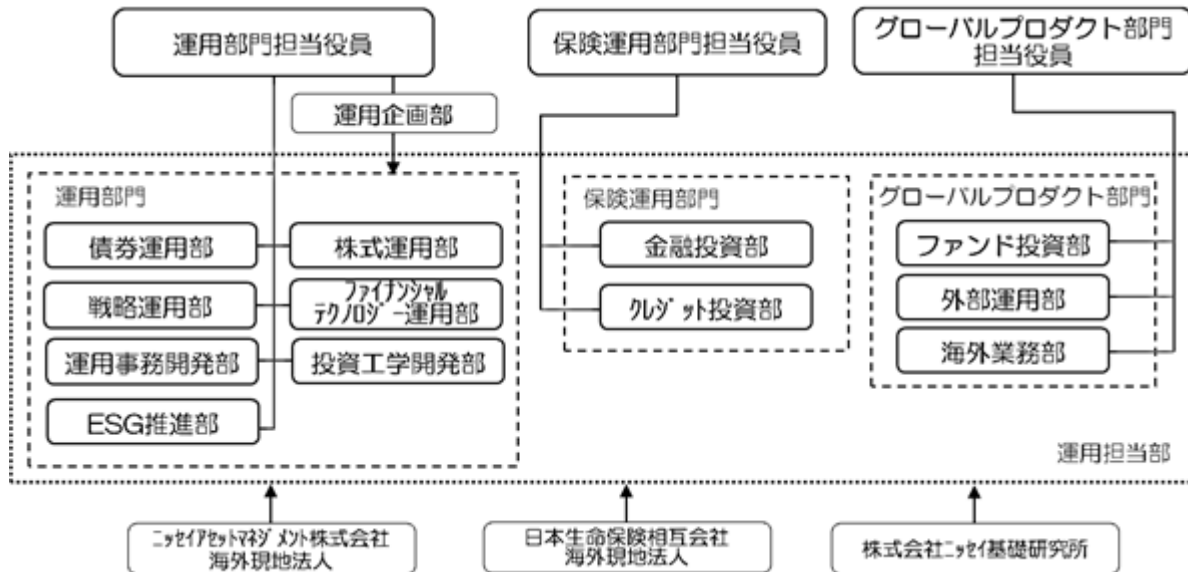 運用部門担当役員
保険運用部門担当役員
グローバルプロダクト部門
担当役員
運用企画部
運用部門
債券運用部
株式運用部
戦略運用部
ファイナンシャル
テクノロジー運用部
運用事務開発部
投資工学開発部
ESG推進部
保険運用部門
金融投資部
クレジット投資部
グローバルプロダクト部門
ファンド投資部
外部運用部
海外業務部
運用担当部
ニッセイアセットマネジメント株式会社
海外現地法人
日本生命保険相互会社
海外現地法人
株式会社ニッセイ基礎研究所